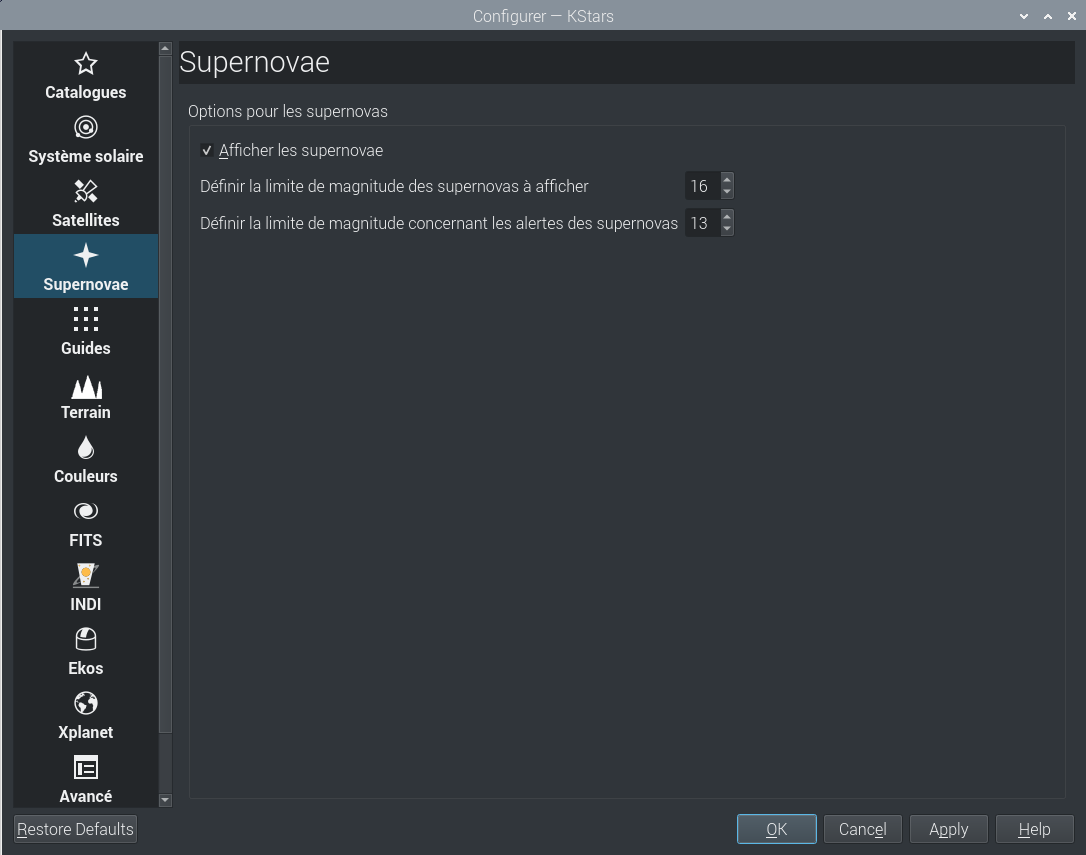 Configurer — KStars
Catalogues
Système solaire
Satellites
Supernovae
Guides
Terrain
Couleurs
FITS
INDI
Ekos
Xplanet
Avancé
Supernovae
Options pour les supernovas
Afficher les supernovae
Définir la limite de magnitude des supernovas à afficher 16
Définir la limite de magnitude concernant les alertes des supernovas 13
Restore Defaults OK Cancel Apply Help